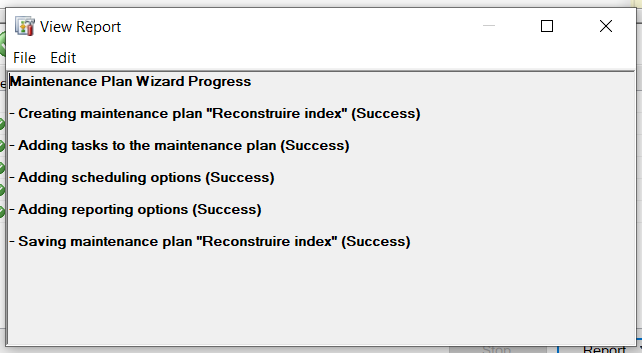 View Report
File Edit
Maintenance Plan Wizard Progress
- Creating maintenance plan "Reconstruire index" (Success)
- Adding tasks to the maintenance plan (Success)
- Adding scheduling options (Success)
- Adding reporting options (Success)
- Saving maintenance plan "Reconstruire index" (Success)
Stop Report